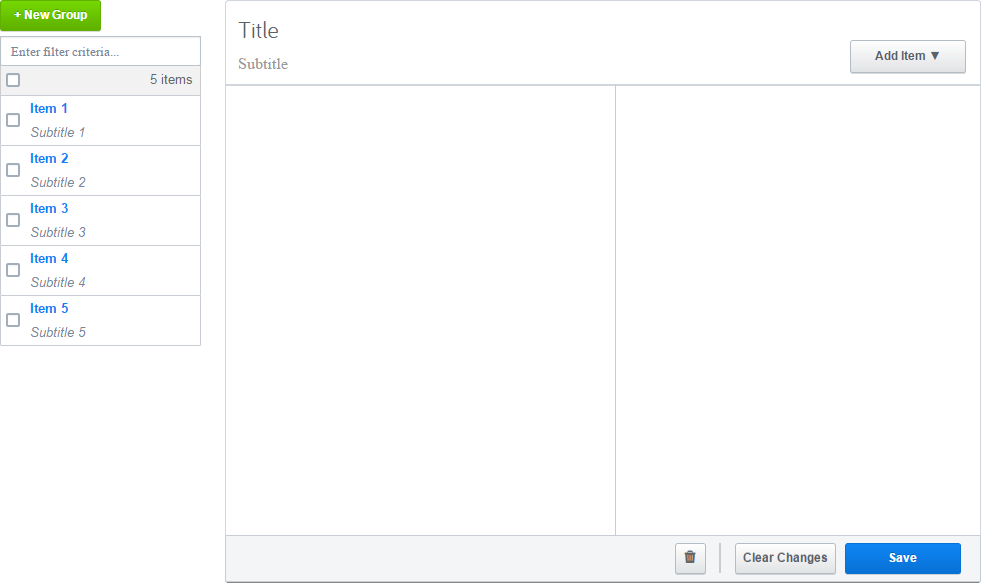 + New Group
Enter filter criteria...
5 items
Item 1
Subtitle 1
Item 2
Subtitle 2
Item 3
Subtitle 3
Item 4
Subtitle 4
Item 5
Subtitle 5
Title
Subtitle
Add Item ▼
Clear Changes
Save